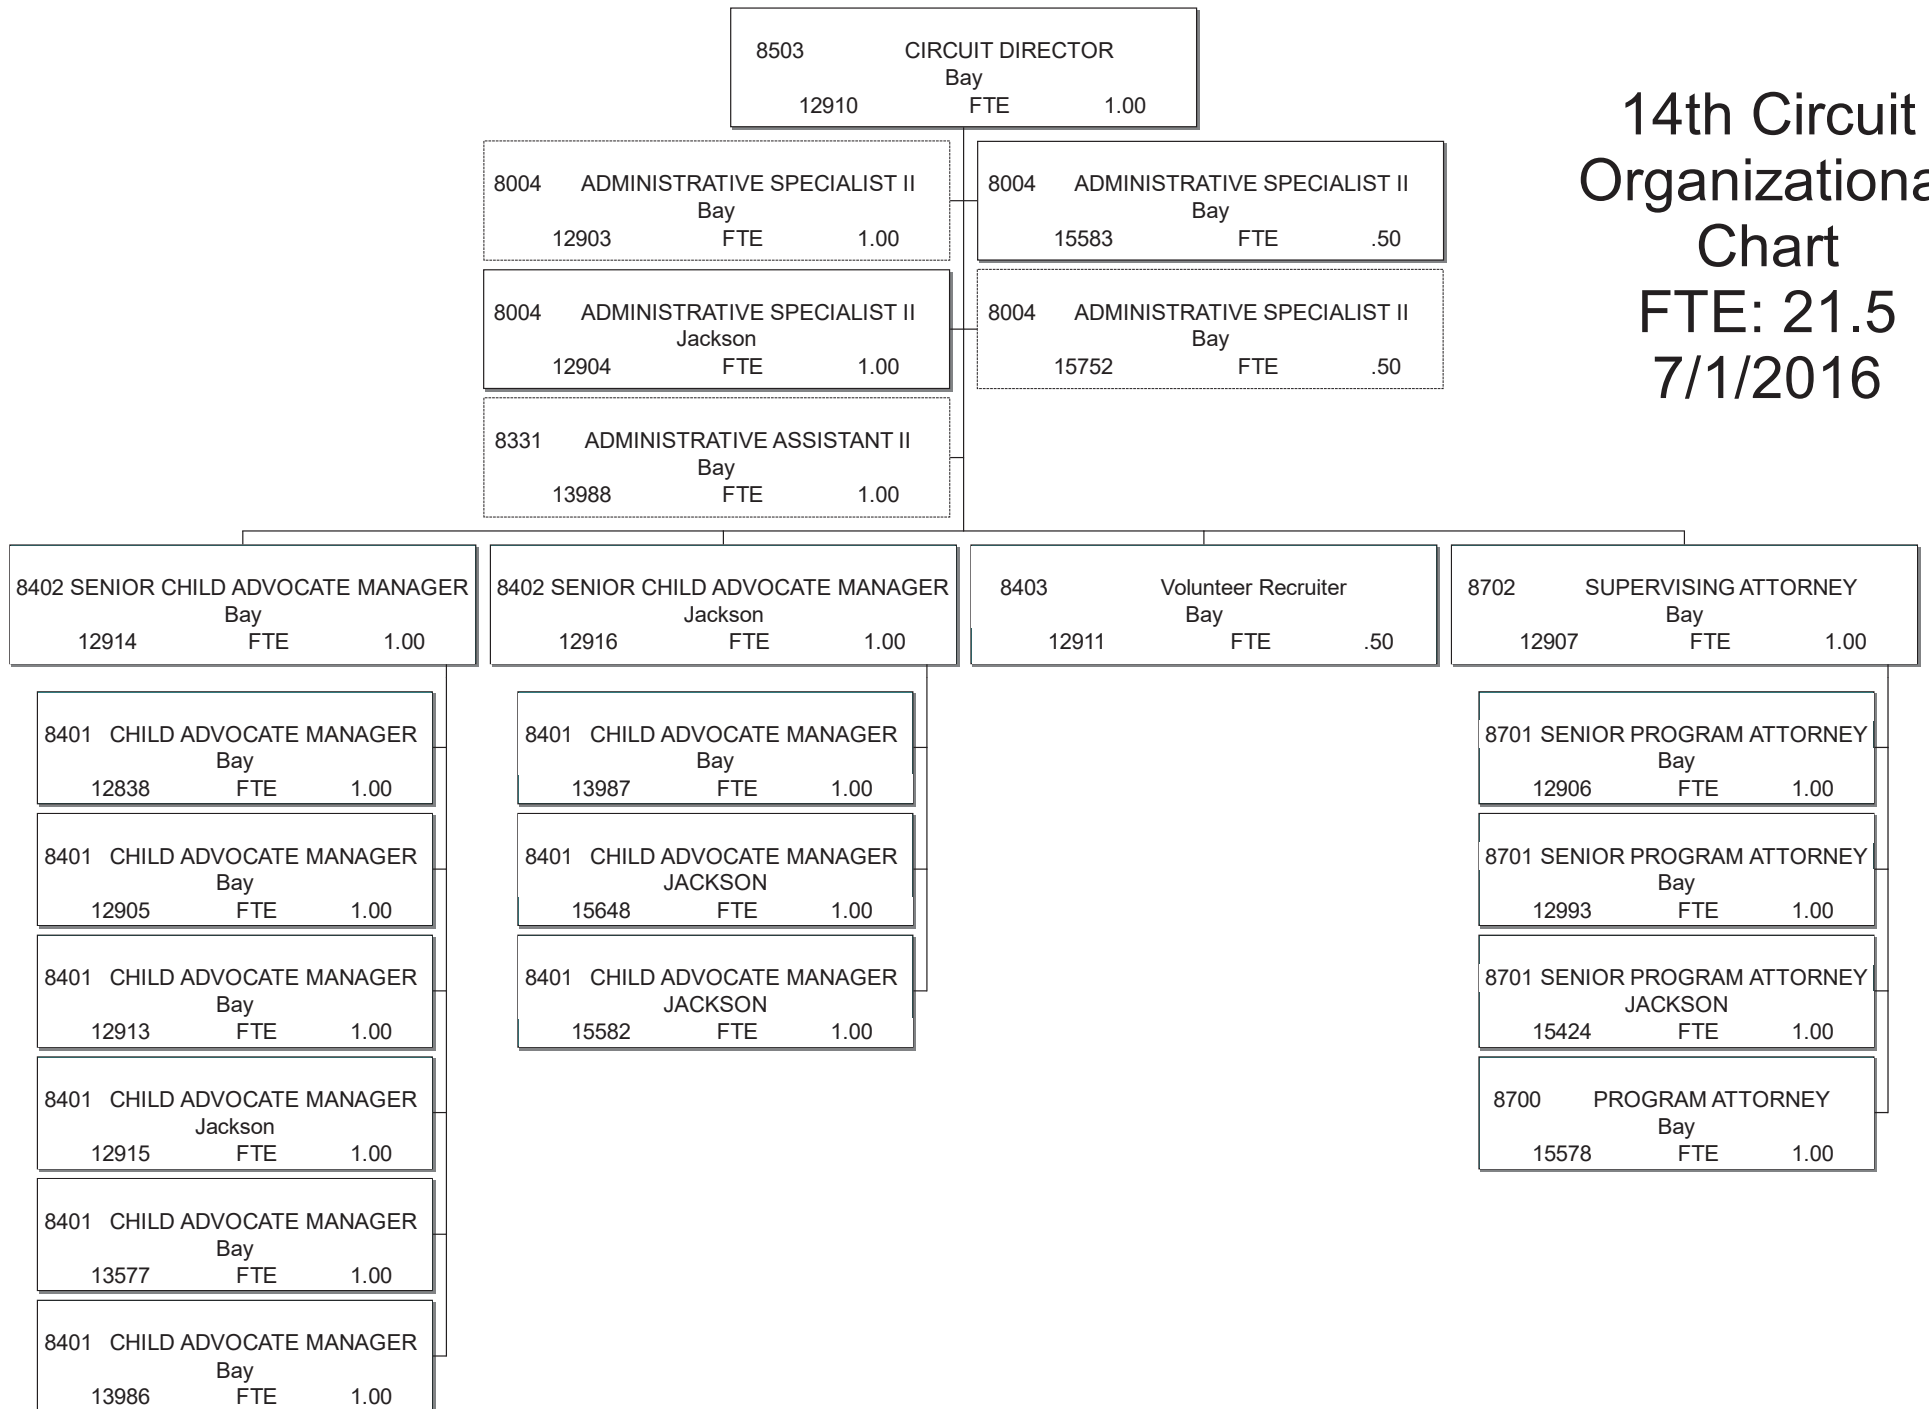 8503 CIRCUIT DIRECTOR
Bay
12910 FTE 1.00
14th Circuit
Organizationa
Chart
FTE: 21.5
7/1/2016
8004 ADMINISTRATIVE SPECIALIST II
Bay
12903 FTE 1.00
8004 ADMINISTRATIVE SPECIALIST II
Bay
15583 FTE .50
8004 ADMINISTRATIVE SPECIALIST II
Jackson
12904 FTE 1.00
8004 ADMINISTRATIVE SPECIALIST II
Bay
15752 FTE .50
8331 ADMINISTRATIVE ASSISTANT II
Bay
13988 FTE 1.00
8402 SENIOR CHILD ADVOCATE MANAGER
Bay
12914 FTE 1.00
8402 SENIOR CHILD ADVOCATE MANAGER
Jackson
12916 FTE 1.00
8403 Volunteer Recruiter
Bay
12911 FTE .50
8702 SUPERVISING ATTORNEY
Bay
12907 FTE 1.00
8401 CHILD ADVOCATE MANAGER
Bay
12838 FTE 1.00
8401 CHILD ADVOCATE MANAGER
Bay
12905 FTE 1.00
8401 CHILD ADVOCATE MANAGER
Bay
12913 FTE 1.00
8401 CHILD ADVOCATE MANAGER
Jackson
12915 FTE 1.00
8401 CHILD ADVOCATE MANAGER
Bay
13577 FTE 1.00
8401 CHILD ADVOCATE MANAGER
Bay
13986 FTE 1.00
8401 CHILD ADVOCATE MANAGER
Bay
13987 FTE 1.00
8401 CHILD ADVOCATE MANAGER
JACKSON
15648 FTE 1.00
8401 CHILD ADVOCATE MANAGER
JACKSON
15582 FTE 1.00
8701 SENIOR PROGRAM ATTORNEY
Bay
12906 FTE 1.00
8701 SENIOR PROGRAM ATTORNEY
Bay
12993 FTE 1.00
8701 SENIOR PROGRAM ATTORNEY
JACKSON
15424 FTE 1.00
8700 PROGRAM ATTORNEY
Bay
15578 FTE 1.00